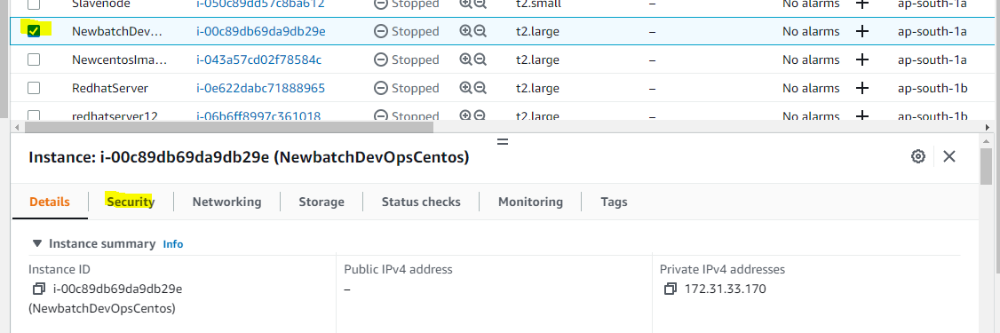 Slavenode i-050c89dd57c8ba612 Stopped t2.small – No alarms + ap-south-1a
NewbatchDev... i-00c89db69da9db29e Stopped t2.large – No alarms + ap-south-1a
NewcentosIma... i-043a57cd02f78584c Stopped t2.large – No alarms + ap-south-1a
RedhatServer i-0e622dabc71888965 Stopped t2.large – No alarms + ap-south-1b
redhatserver12 i-06b6ff8997c361018 Stopped t2.large – No alarms + ap-south-1b
Instance: i-00c89db69da9db29e (NewbatchDevOpsCentos)
Details Security Networking Storage Status checks Monitoring Tags
Instance summary Info
Instance ID Public IPv4 address Private IPv4 addresses
i-00c89db69da9db29e – 172.31.33.170
(NewbatchDevOpsCentos)